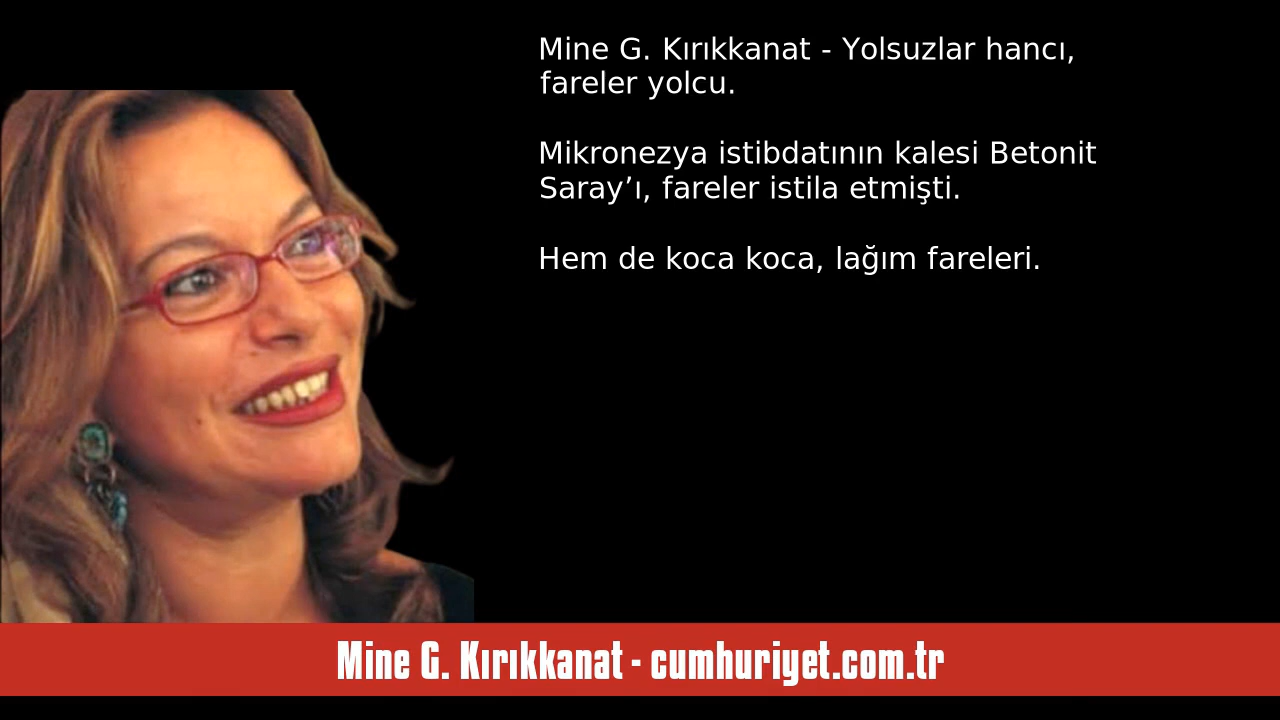 Mine G. Kırıkkanat - Yolsuzlar hancı,
fareler yolcu.
Mikronezya istibdatının kalesi Betonit
Saray’ı, fareler istila etmişti.
Hem de koca koca, lağım fareleri.
Mine G. Kırıkkanat - cumhuriyet.com.tr